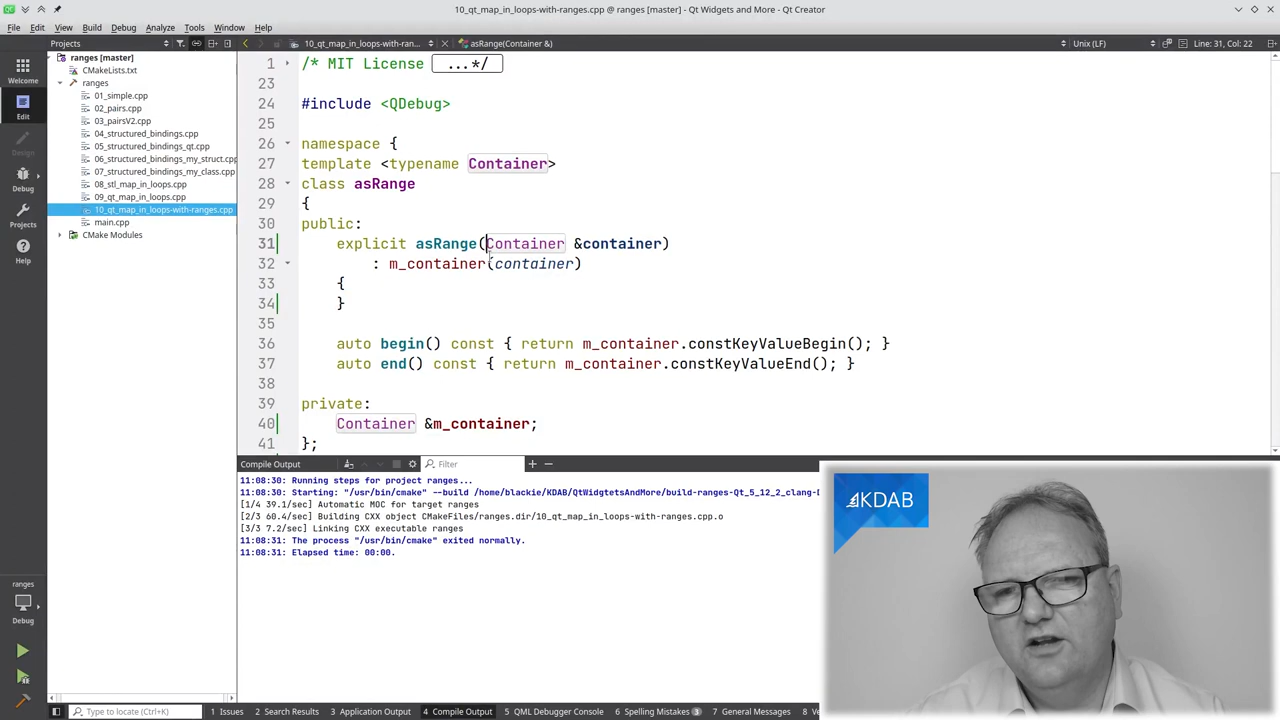 10_qt_map_in_loops-with-ranges.cpp @ ranges [master] - Qt Widgets and More - Qt Creator
File Edit View Build Debug Analyze Tools Window Help
Projects
10_qt_map_in_loops-with-ran...
asRange(Container &)
Unix (LF)
Line: 31, Col: 22
Welcome
Edit
Design
Debug
Projects
Help
ranges
Debug
ranges [master]
CMakeLists.txt
ranges
01_simple.cpp
02_pairs.cpp
03_pairsV2.cpp
04_structured_bindings.cpp
05_structured_bindings_qt.cpp
06_structured_bindings_my_struct.cpp
07_structured_bindings_my_class.cpp
08_stl_map_in_loops.cpp
09_qt_map_in_loops.cpp
10_qt_map_in_loops-with-ranges.cpp
main.cpp
CMake Modules
1 /* MIT License ...*/
23
24 #include <QDebug>
25
26 namespace {
27 template <typename Container>
28 class asRange
29 {
30 public:
31 explicit asRange(Container &container)
32 : m_container(container)
33 {
34 }
35
36 auto begin() const { return m_container.constKeyValueBegin(); }
37 auto end() const { return m_container.constKeyValueEnd(); }
38
39 private:
40 Container &m_container;
41 };
Compile Output
Filter
11:08:30: Running steps for project ranges...
11:08:30: Starting: "/usr/bin/cmake" --build /home/blackie/KDAB/QtWidgtetsAndMore/build-ranges-Qt_5_12_2_clang-D
[1/4 39.1/sec] Automatic MOC for target ranges
[2/3 60.4/sec] Building CXX object CMakeFiles/ranges.dir/10_qt_map_in_loops-with-ranges.cpp.o
[3/3 7.2/sec] Linking CXX executable ranges
11:08:31: The process "/usr/bin/cmake" exited normally.
11:08:31: Elapsed time: 00:00.
KDAB
Type to locate (Ctrl+K)
1 Issues
2 Search Results
3 Application Output
4 Compile Output
5 QML Debugger Console
6 Spelling Mistakes 3
7 General Messages
8 Ve